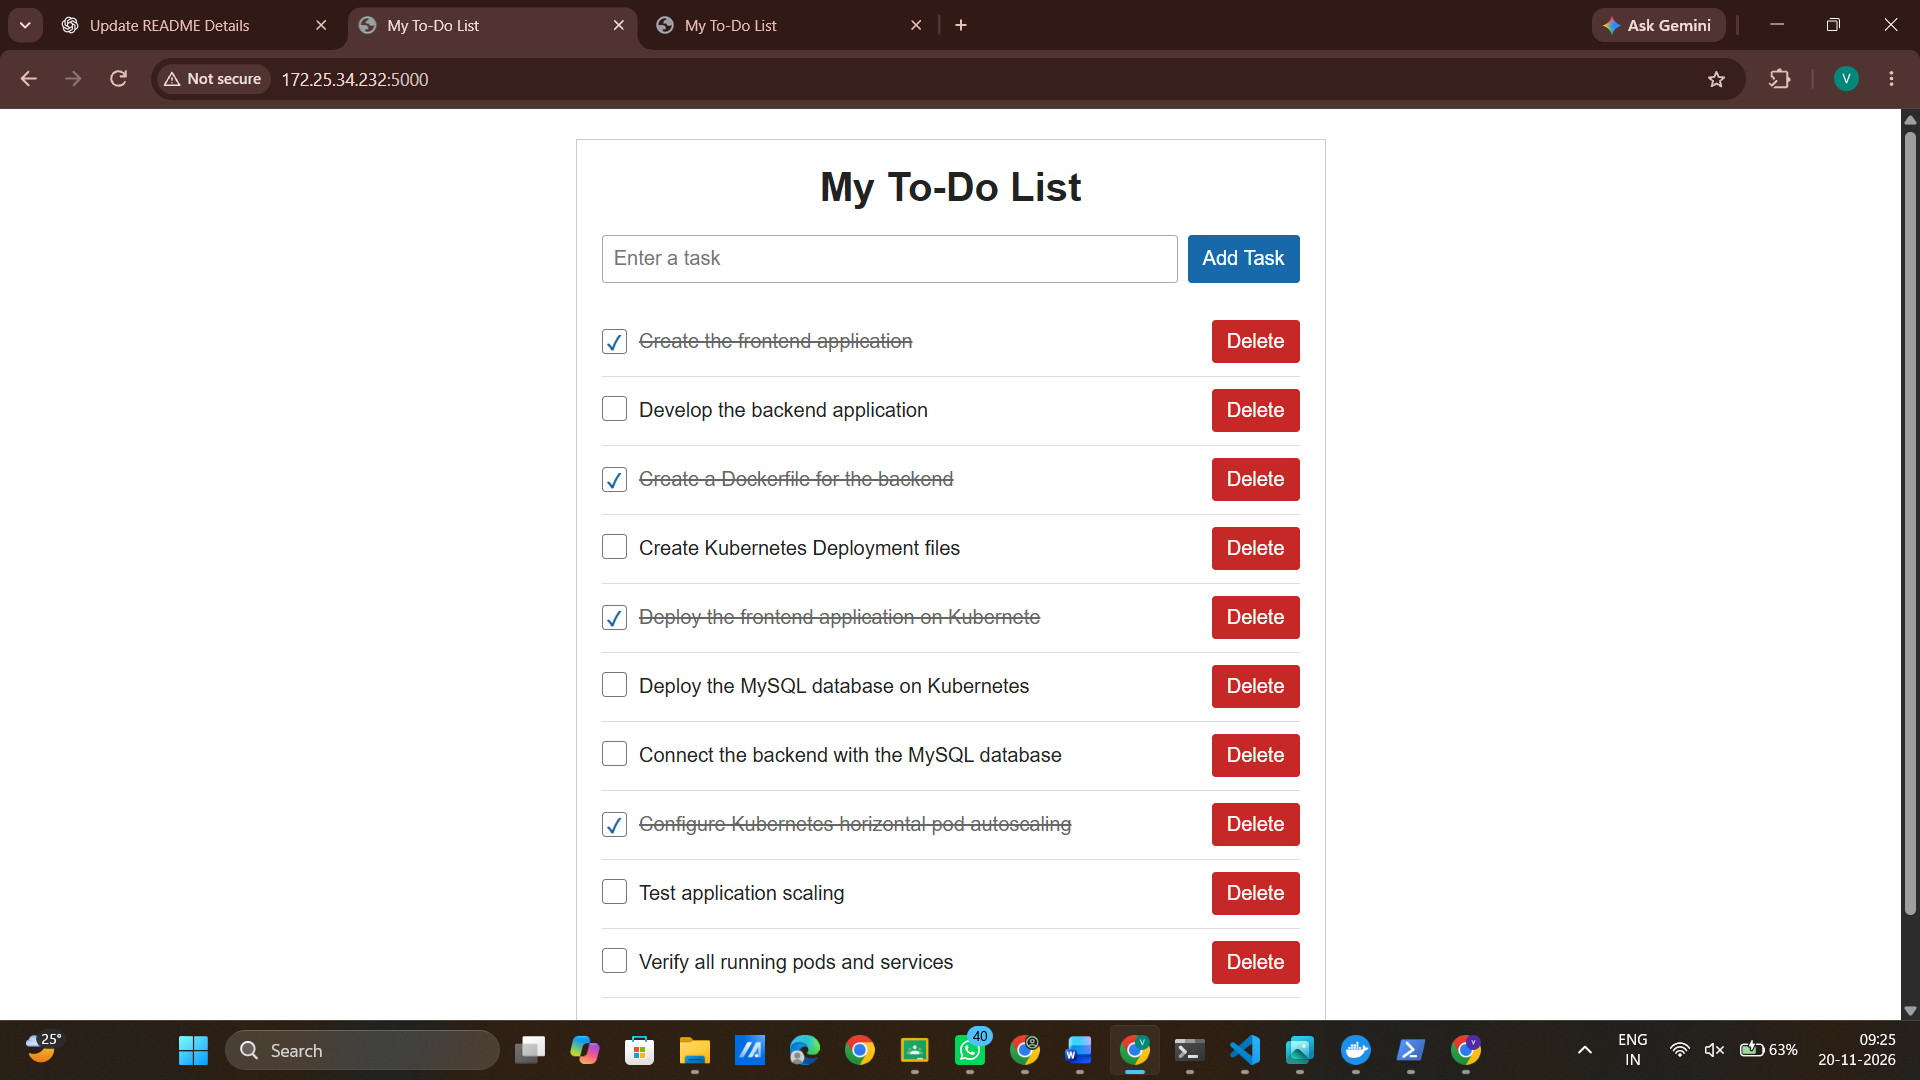 Update README Details
My To-Do List
My To-Do List
Ask Gemini
Not secure
172.25.34.232:5000
V
My To-Do List
Enter a task
Add Task
Create the frontend application
Delete
Develop the backend application
Delete
Create a Dockerfile for the backend
Delete
Create Kubernetes Deployment files
Delete
Deploy the frontend application on Kubernete
Delete
Deploy the MySQL database on Kubernetes
Delete
Connect the backend with the MySQL database
Delete
Configure Kubernetes horizontal pod autoscaling
Delete
Test application scaling
Delete
Verify all running pods and services
Delete
25°
Search
40
ENG
IN
63%
09:25
20-11-2026